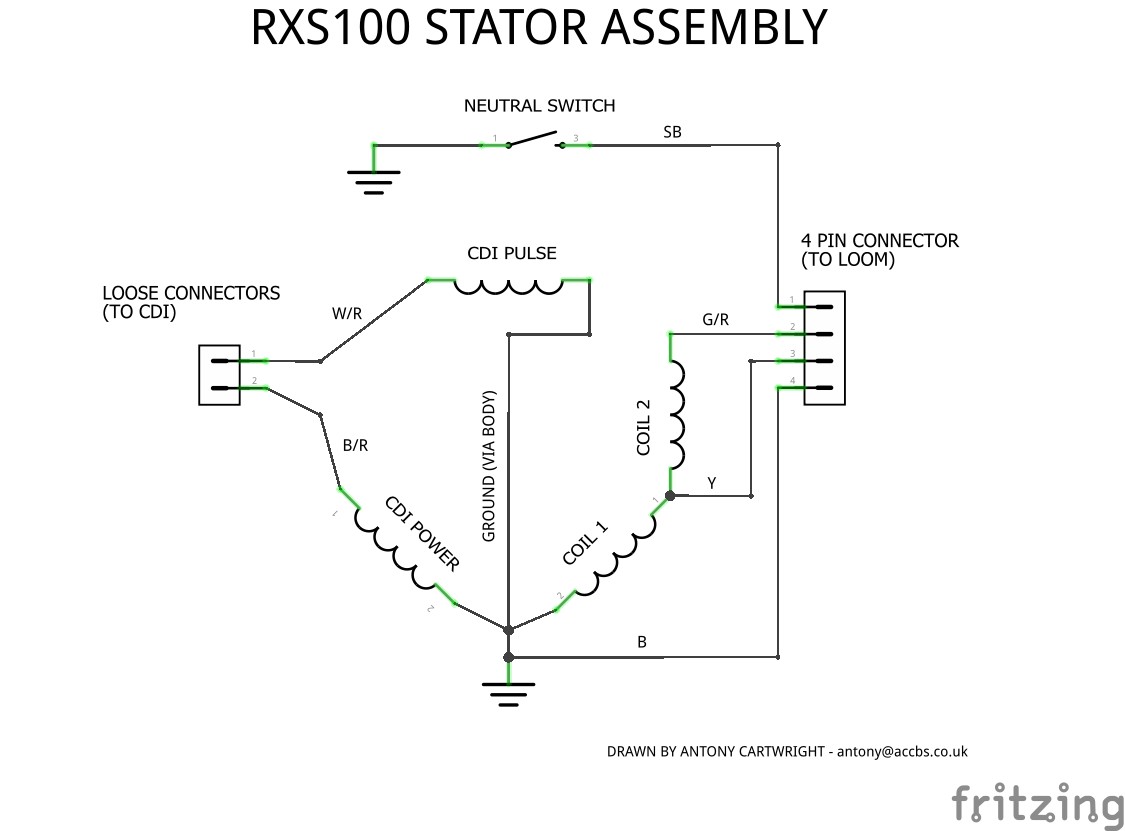 RXS100 STATOR ASSEMBLY
NEUTRAL SWITCH
1
3
SB
CDI PULSE
4 PIN CONNECTOR
(TO LOOM)
LOOSE CONNECTORS
(TO CDI)
W/R
G/R
1
2
3
4
1
2
B/R
GROUND (VIA BODY)
COIL 2
Y
CDI POWER
1
2
COIL 1
1
2
B
DRAWN BY ANTONY CARTWRIGHT - antony@accbs.co.uk
fritzing